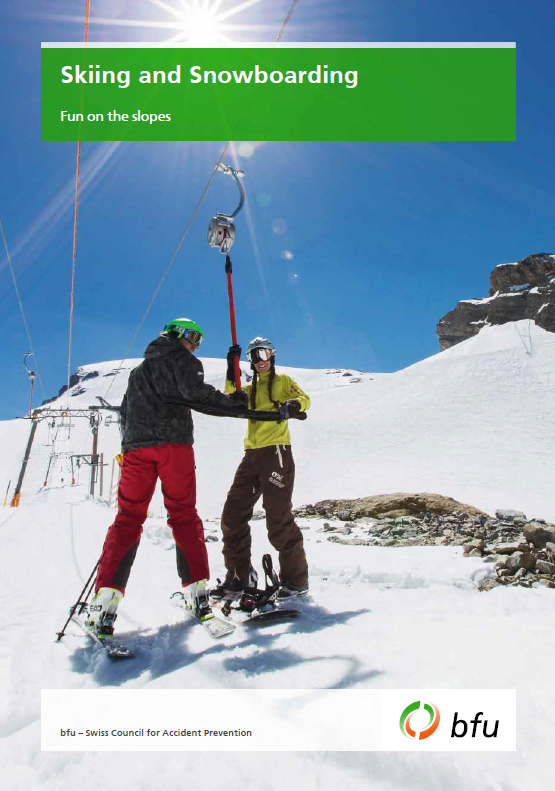 Skiing and Snowboarding
Fun on the slopes
bfu – Swiss Council for Accident Prevention
bfu